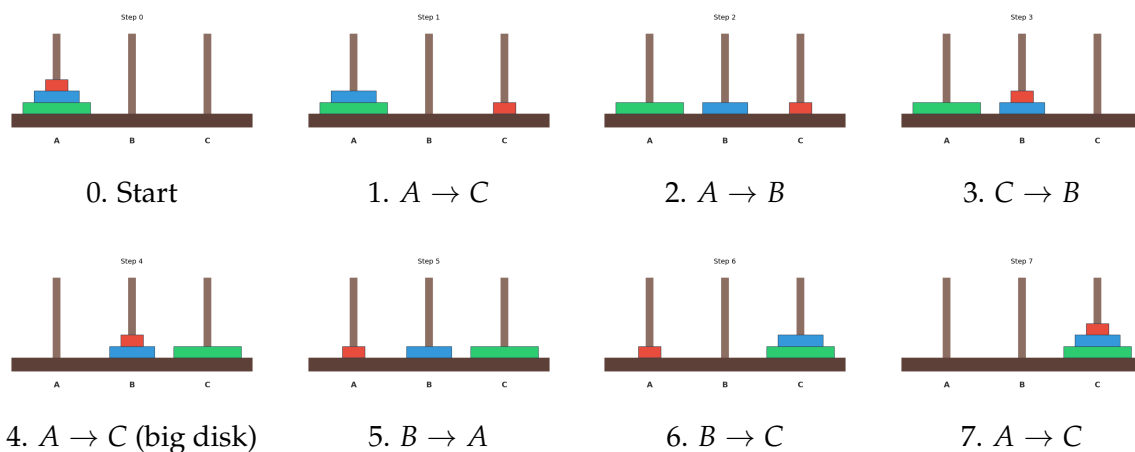 Step 0 Step 1 Step 2 Step 3
A B C A B C A B C A B C
0. Start 1. A → C 2. A → B 3. C → B
Step 4 Step 5 Step 6 Step 7
A B C A B C A B C A B C
4. A → C (big disk) 5. B → A 6. B → C 7. A → C